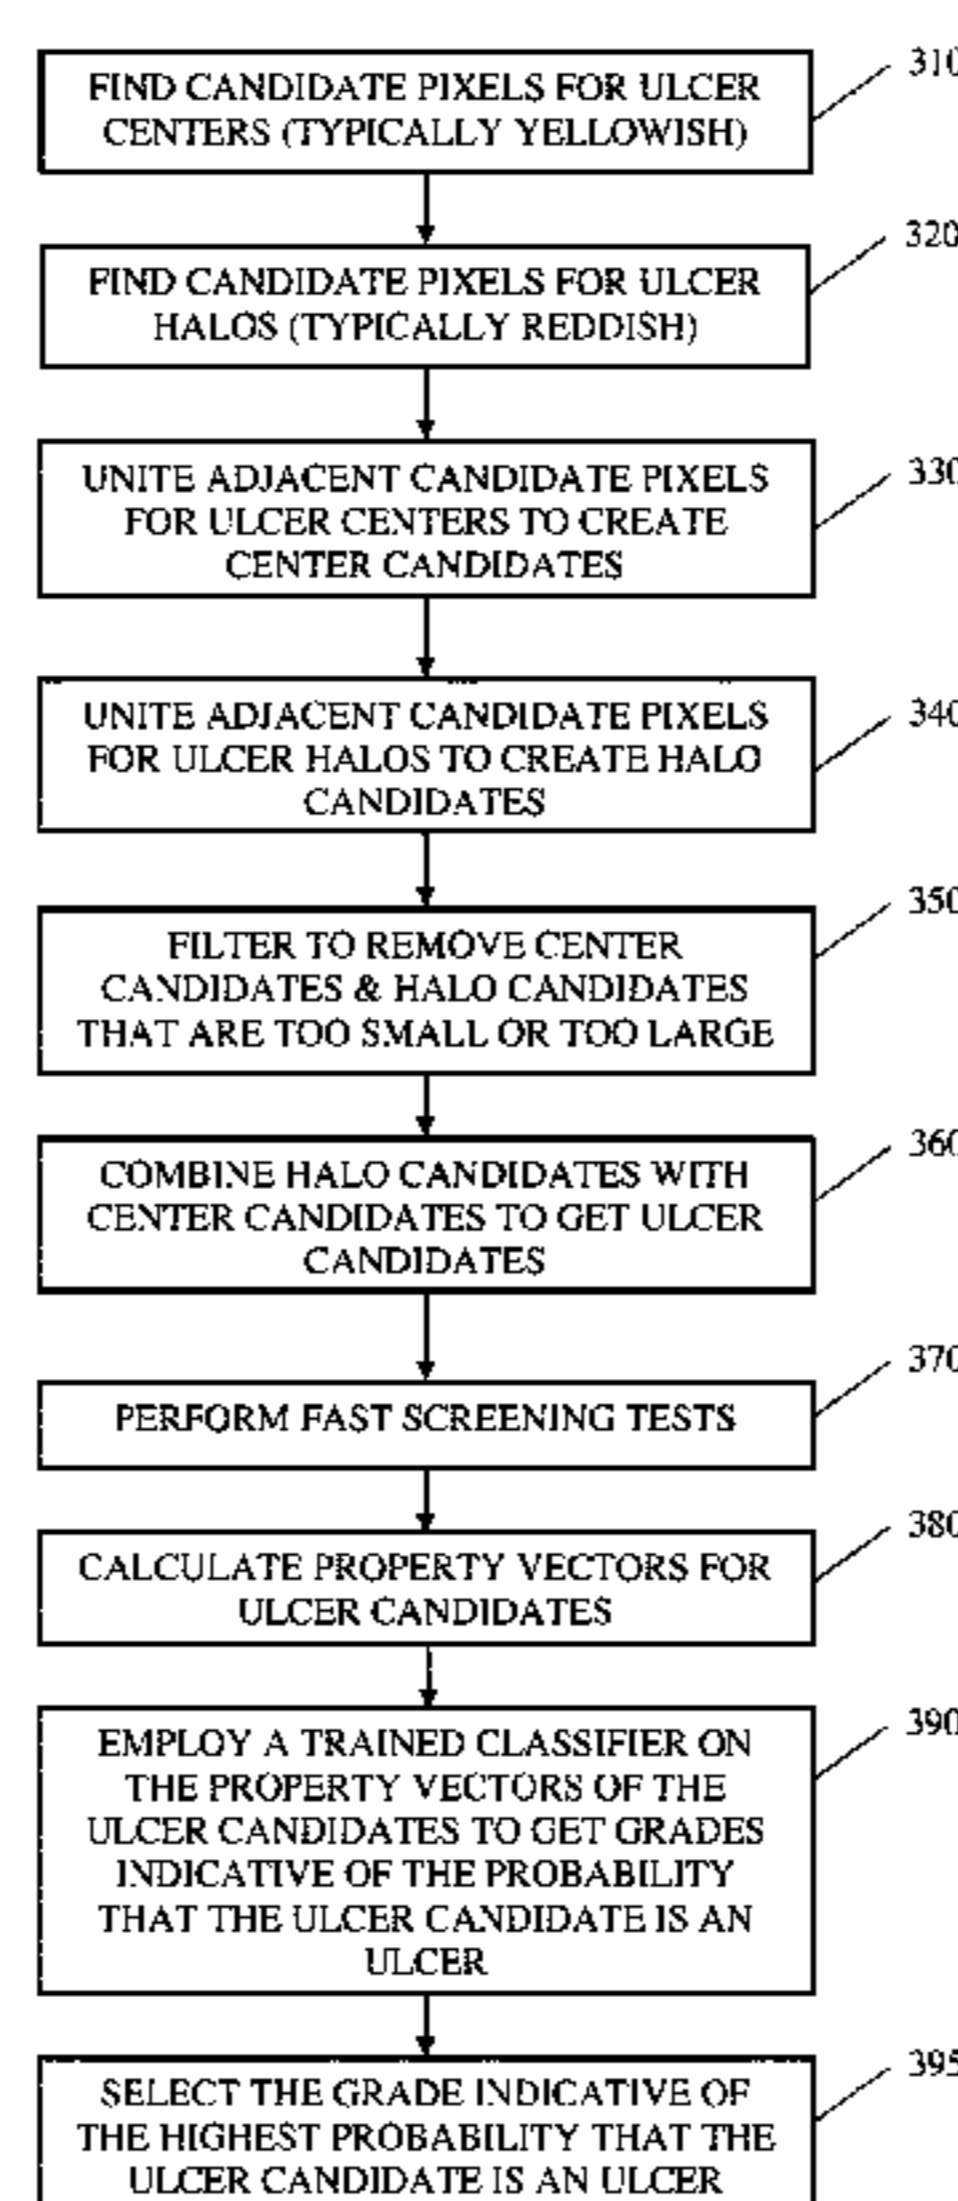 310
FIND CANDIDATE PIXELS FOR ULCER
CENTERS (TYPICALLY YELLOWISH)
320
FIND CANDIDATE PIXELS FOR ULCER
HALOS (TYPICALLY REDDISH)
330
UNITE ADJACENT CANDIDATE PIXELS
FOR ULCER CENTERS TO CREATE
CENTER CANDIDATES
340
UNITE ADJACENT CANDIDATE PIXELS
FOR ULCER HALOS TO CREATE HALO
CANDIDATES
350
FILTER TO REMOVE CENTER
CANDIDATES & HALO CANDIDATES
THAT ARE TOO SMALL OR TOO LARGE
360
COMBINE HALO CANDIDATES WITH
CENTER CANDIDATES TO GET ULCER
CANDIDATES
370
PERFORM FAST SCREENING TESTS
380
CALCULATE PROPERTY VECTORS FOR
ULCER CANDIDATES
390
EMPLOY A TRAINED CLASSIFIER ON
THE PROPERTY VECTORS OF THE
ULCER CANDIDATES TO GET GRADES
INDICATIVE OF THE PROBABILITY
THAT THE ULCER CANDIDATE IS AN
ULCER
395
SELECT THE GRADE INDICATIVE OF
THE HIGHEST PROBABILITY THAT THE
ULCER CANDIDATE IS AN ULCER